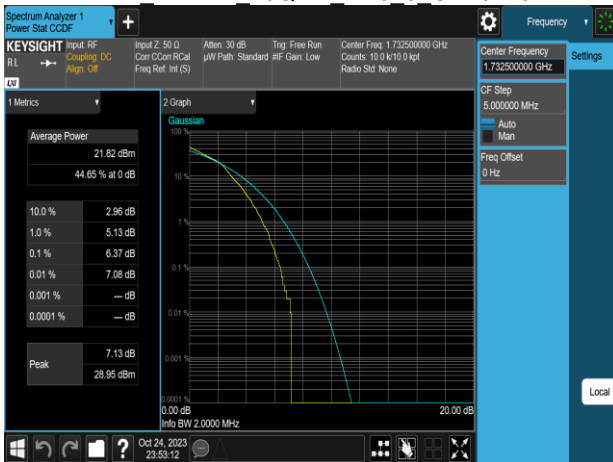 Spectrum Analyzer 1
Power Stat CCDF
Frequency
KEYSIGHT
R L
LXI
Input: RF
Coupling: DC
Align: Off
Input Z: 50 Ω
Corr CCorr RCal
Freq Ref: Int (S)
Atten: 30 dB
µW Path: Standard
Trig: Free Run
#IF Gain: Low
Center Freq: 1.732500000 GHz
Counts: 10.0 k/10.0 kpt
Radio Std: None
Center Frequency
1.732500000 GHz
Settings
CF Step
5.000000 MHz
Auto
Man
Freq Offset
0 Hz
Local
1 Metrics
Average Power
21.82 dBm
44.65 % at 0 dB
10.0 % 2.96 dB
1.0 % 5.13 dB
0.1 % 6.37 dB
0.01 % 7.08 dB
0.001 % --- dB
0.0001 % --- dB
Peak 7.13 dB
28.95 dBm
2 Graph
Gaussian
100 %
10 %
1 %
0.1 %
0.01 %
0.001 %
0.0001 %
0.00 dB 20.00 dB
Info BW 2.0000 MHz
?
Oct 24, 2023
23:53:12